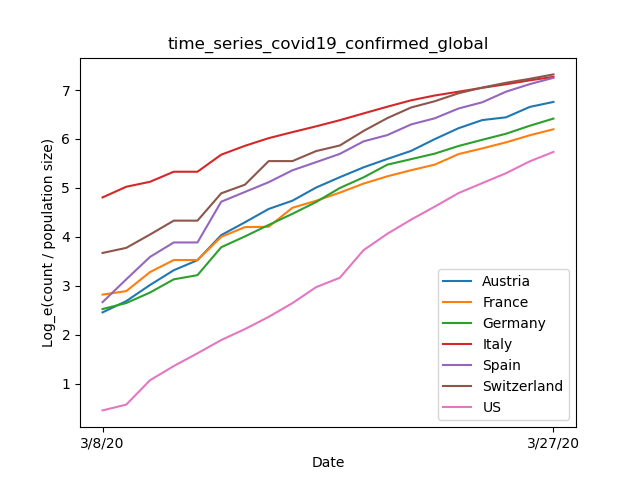 time_series_covid19_confirmed_global
Log_e(count / population size)
7
6
5
4
3
2
1
Austria
France
Germany
Italy
Spain
Switzerland
US
3/8/20
3/27/20
Date